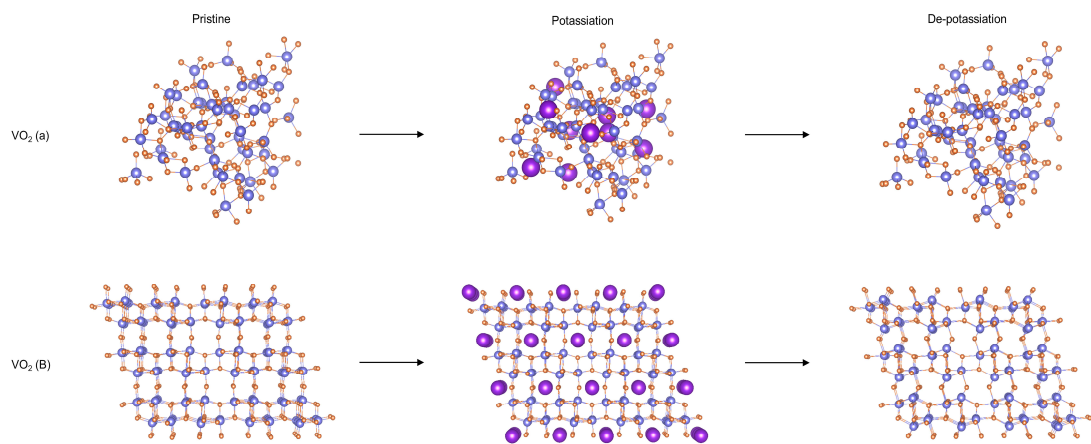 Pristine
Potassiation
De-potassiation
VO₂ (a)
VO₂ (B)